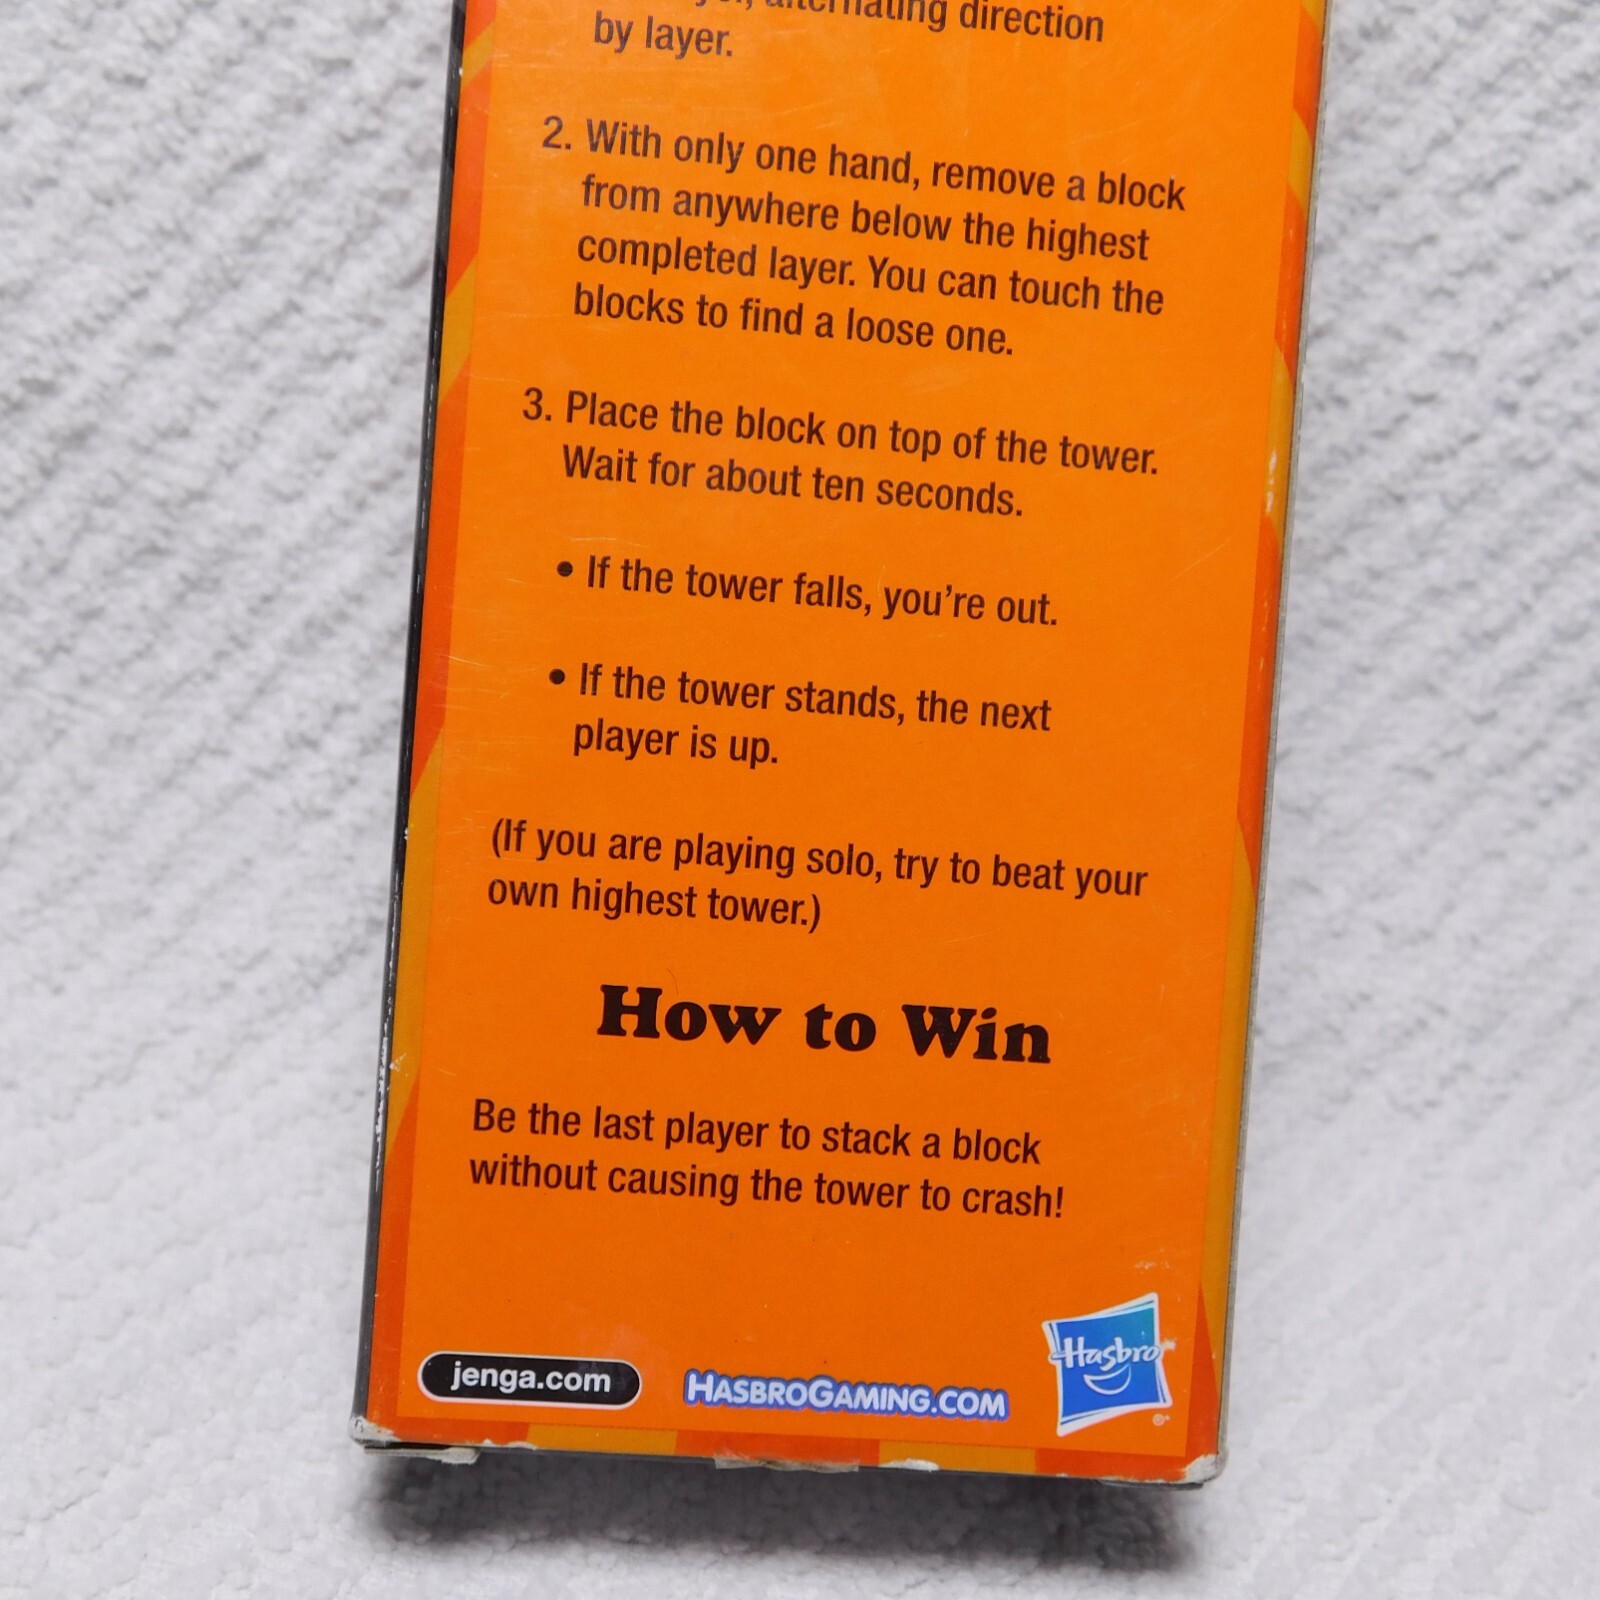 alternating direction
by layer.
2. With only one hand, remove a block
from anywhere below the highest
completed layer. You can touch the
blocks to find a loose one.
3. Place the block on top of the tower.
Wait for about ten seconds.
• If the tower falls, you're out.
• If the tower stands, the next
player is up.
(If you are playing solo, try to beat your
own highest tower.)
How to Win
Be the last player to stack a block
without causing the tower to crash!
jenga.com
HASBROGAMING.COM
Hasbro